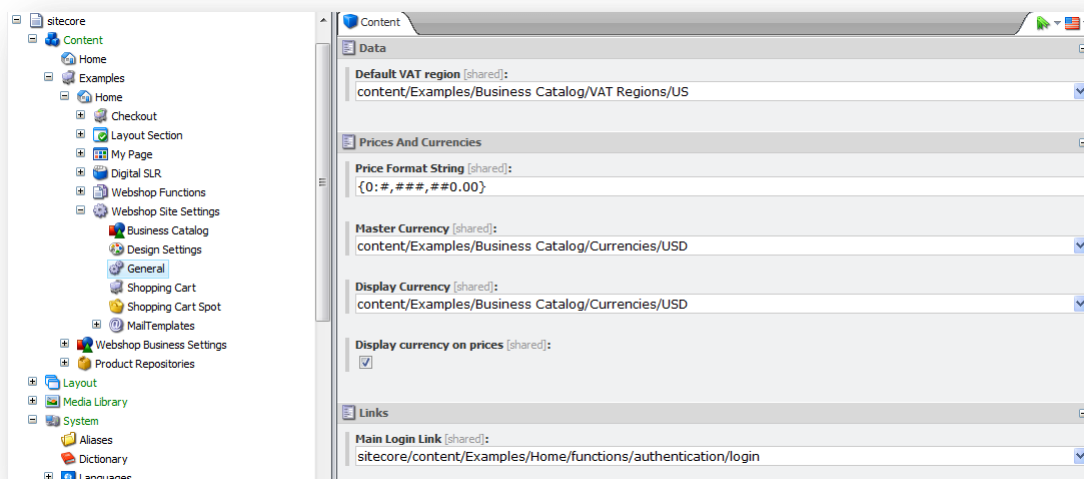 sitecore
Content
Home
Examples
Home
Checkout
Layout Section
My Page
Digital SLR
Webshop Functions
Webshop Site Settings
Business Catalog
Design Settings
General
Shopping Cart
Shopping Cart Spot
MailTemplates
Webshop Business Settings
Product Repositories
Layout
Media Library
System
Aliases
Dictionary
Languages
Content
Data
Default VAT region [shared]:
content/Examples/Business Catalog/VAT Regions/US
Prices And Currencies
Price Format String [shared]:
{0:#,###,##0.00}
Master Currency [shared]:
content/Examples/Business Catalog/Currencies/USD
Display Currency [shared]:
content/Examples/Business Catalog/Currencies/USD
Display currency on prices [shared]:
Links
Main Login Link [shared]:
sitecore/content/Examples/Home/functions/authentication/login